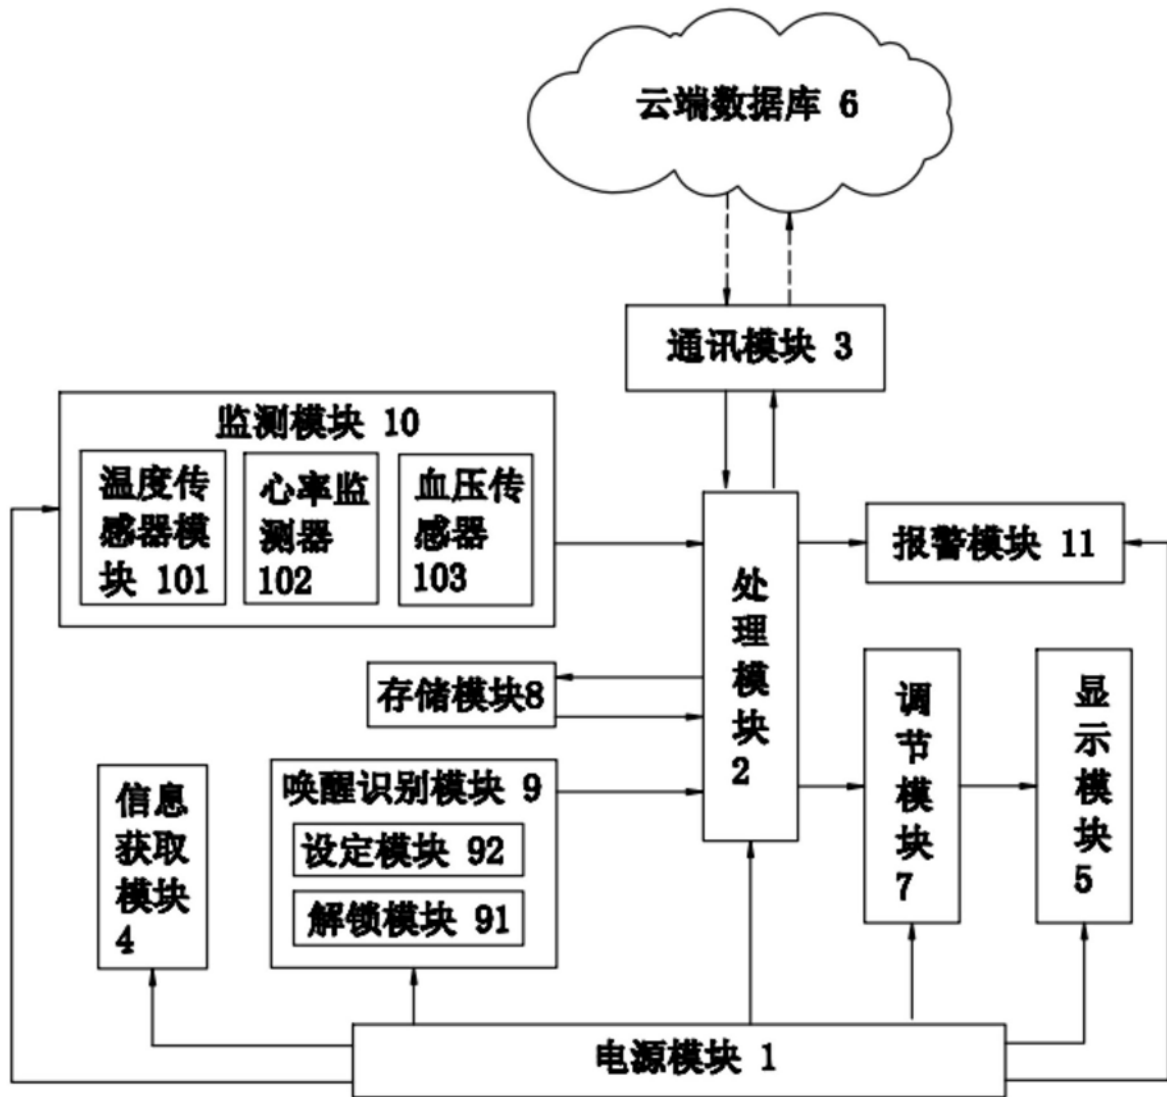 云端数据库 6
通讯模块 3
监测模块 10
温度传
感器模
块 101
心率监
测器
102
血压传
感器
103
处
理
模
块
2
报警模块 11
存储模块8
调
节
模
块
7
显
示
模
块
5
信息
获取
模块
4
唤醒识别模块 9
设定模块 92
解锁模块 91
电源模块 1